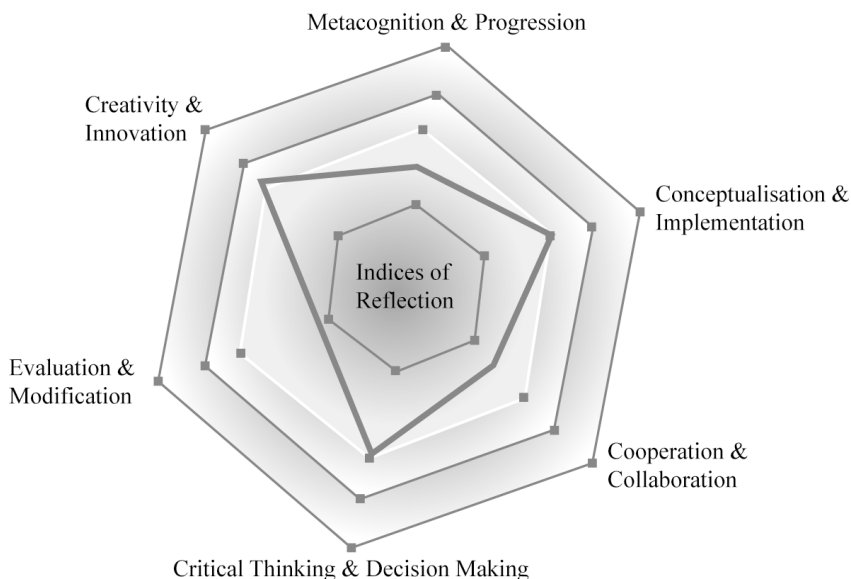 Metacognition & Progression
Creativity &
Innovation
Conceptualisation &
Implementation
Indices of
Reflection
Evaluation &
Modification
Cooperation &
Collaboration
Critical Thinking & Decision Making